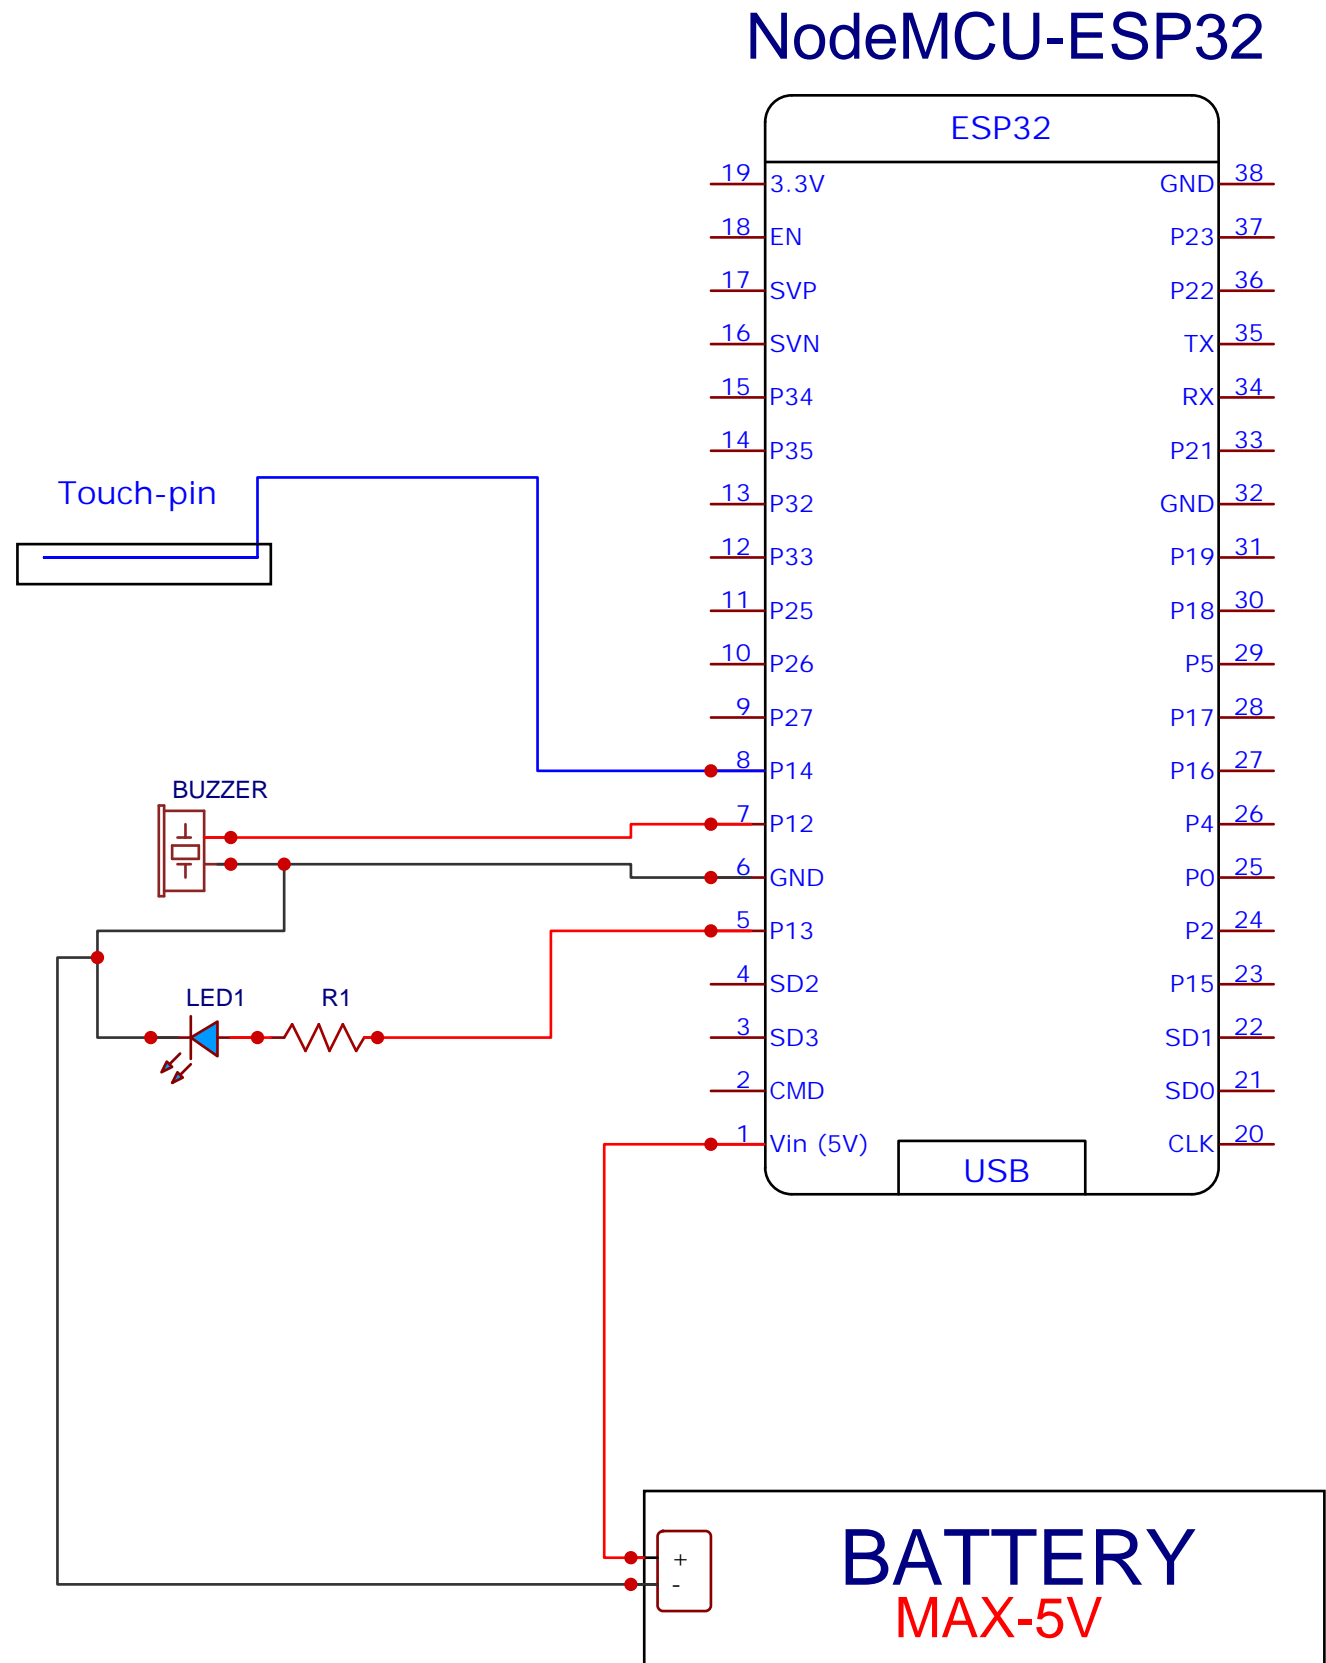 NodeMCU-ESP32
ESP32
19 3.3V GND 38
18 EN P23 37
17 SVP P22 36
16 SVN TX 35
15 P34 RX 34
14 P35 P21 33
Touch-pin
13 P32 GND 32
12 P33 P19 31
11 P25 P18 30
10 P26 P5 29
9 P27 P17 28
8 P14 P16 27
BUZZER
7 P12 P4 26
6 GND P0 25
5 P13 P2 24
4 SD2 P15 23
LED1 R1
3 SD3 SD1 22
2 CMD SD0 21
1 Vin (5V) CLK 20
USB
+
-
BATTERY
MAX-5V